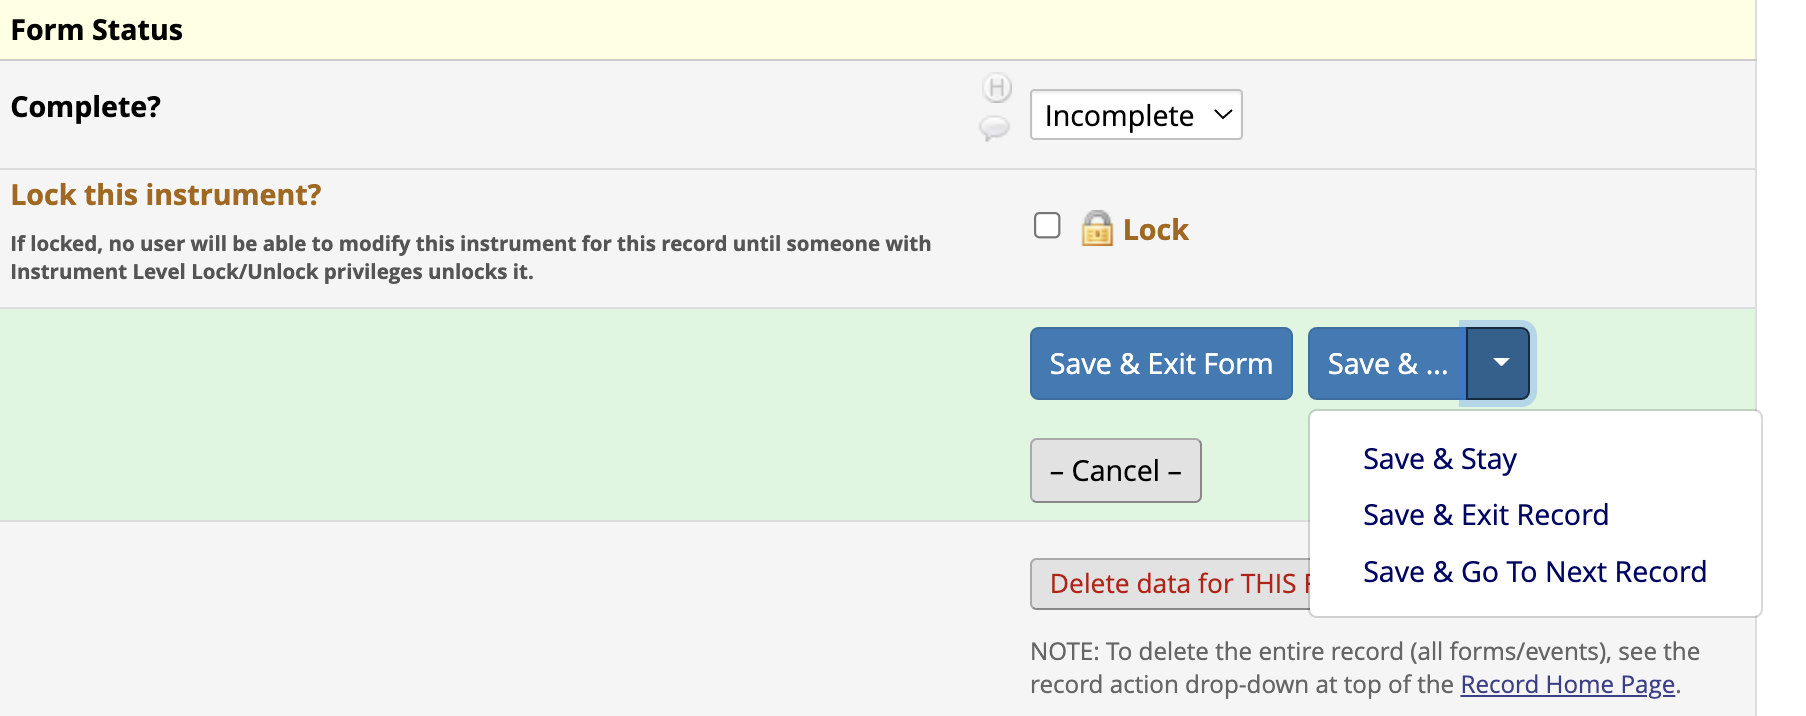 Form Status
Complete?
H
Incomplete
Lock this instrument?
If locked, no user will be able to modify this instrument for this record until someone with
Instrument Level Lock/Unlock privileges unlocks it.
Lock
Save & Exit Form
Save & ...
– Cancel –
Save & Stay
Save & Exit Record
Save & Go To Next Record
Delete data for THIS
NOTE: To delete the entire record (all forms/events), see the
record action drop-down at top of the Record Home Page.